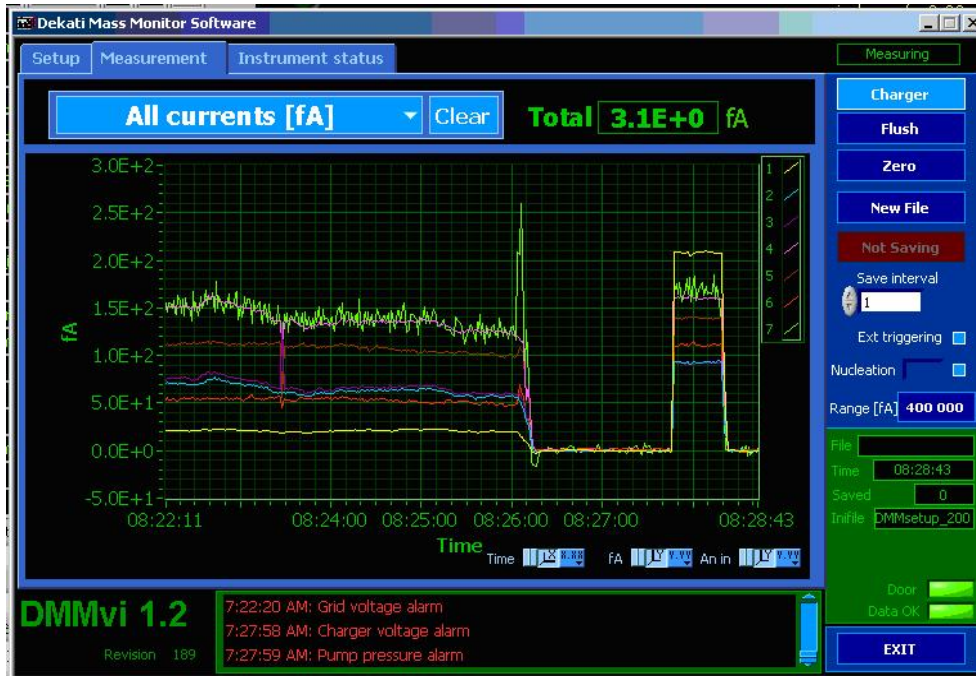 Dekati Mass Monitor Software
Setup Measurement Instrument status
Measuring
All currents [fA] Clear Total 3.1E+0 fA
Charger
Flush
Zero
New File
Not Saving
Save interval
1
Ext triggering
Nucleation
Range [fA] 400 000
File
Time 08:28:43
Saved 0
Inifile DMMsetup_200
Door
Data OK
EXIT
fA
3.0E+2
2.5E+2
2.0E+2
1.5E+2
1.0E+2
5.0E+1
0.0E+0
-5.0E+1
1
2
3
4
5
6
7
08:22:11 08:24:00 08:25:00 08:26:00 08:27:00 08:28:43
Time
Time X X.XX fA Y Y.YY An in Y Y.YY
DMMvi 1.2
Revision 189
7:22:20 AM: Grid voltage alarm
7:27:58 AM: Charger voltage alarm
7:27:59 AM: Pump pressure alarm